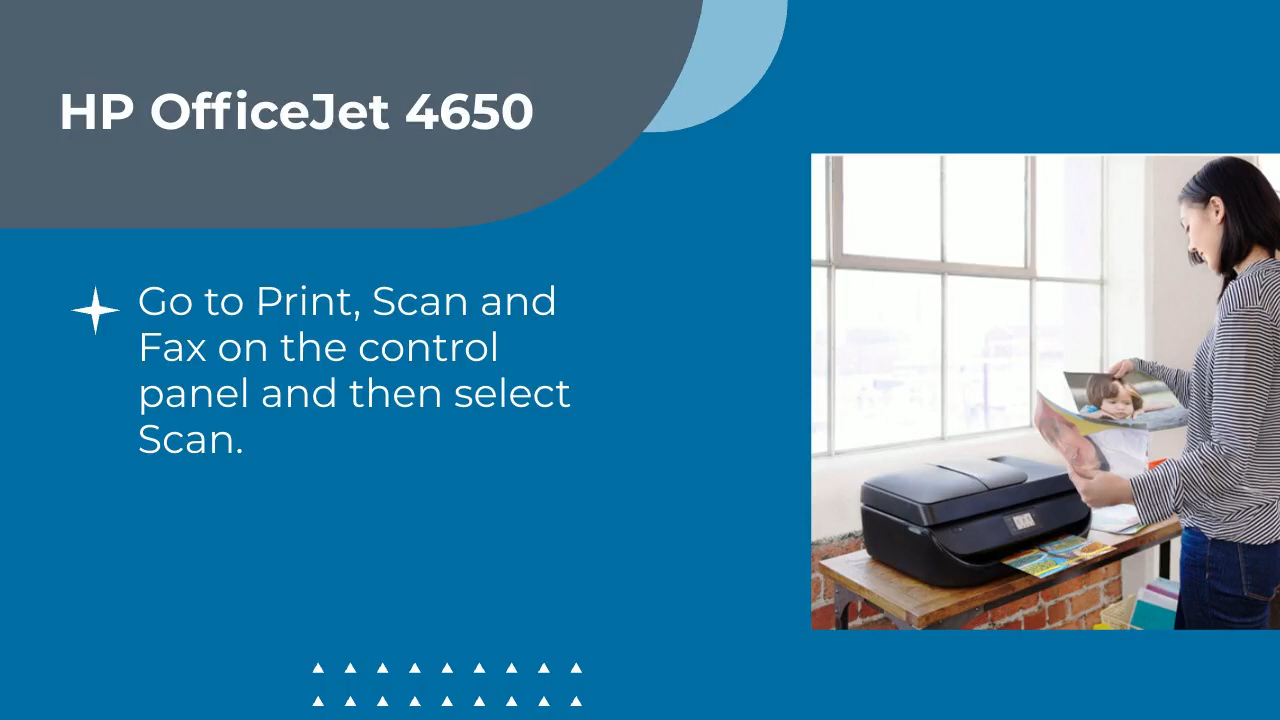 HP OfficeJet 4650
Go to Print, Scan and
Fax on the control
panel and then select
Scan.